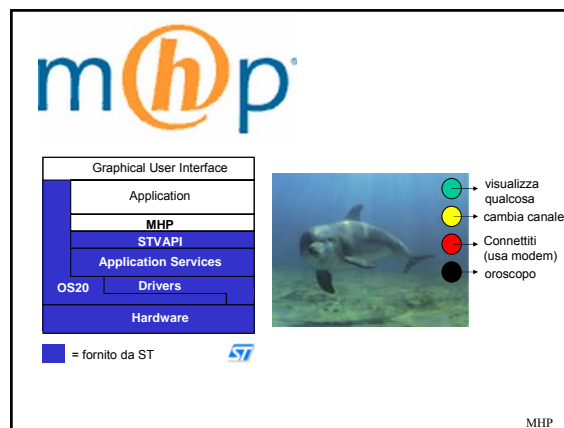 m@hp
Graphical User Interface
Application
MHP
STVAPI
Application Services
OS20
Drivers
Hardware
= fornito da ST
ST
visualizza
qualcosa
cambia canale
Connettiti
(usa modem)
oroscopo
MHP